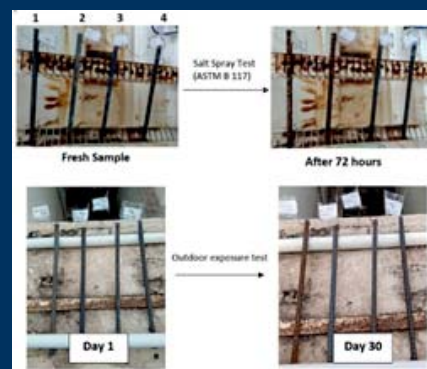 1 2 3 4
Salt Spray Test
(ASTM B 117)
Fresh Sample
After 72 hours
Outdoor exposure test
Day 1
Day 30